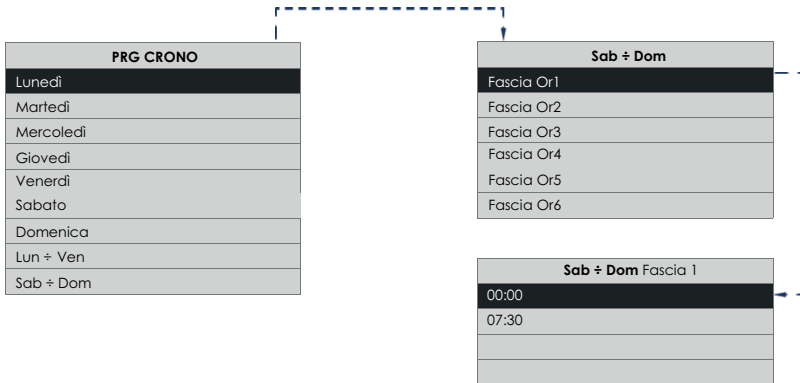 PRG CRONO
Lunedì
Martedì
Mercoledì
Giovedì
Venerdì
Sabato
Domenica
Lun ÷ Ven
Sab ÷ Dom
Sab ÷ Dom
Fascia Or1
Fascia Or2
Fascia Or3
Fascia Or4
Fascia Or5
Fascia Or6
Sab ÷ Dom Fascia 1
00:00
07:30